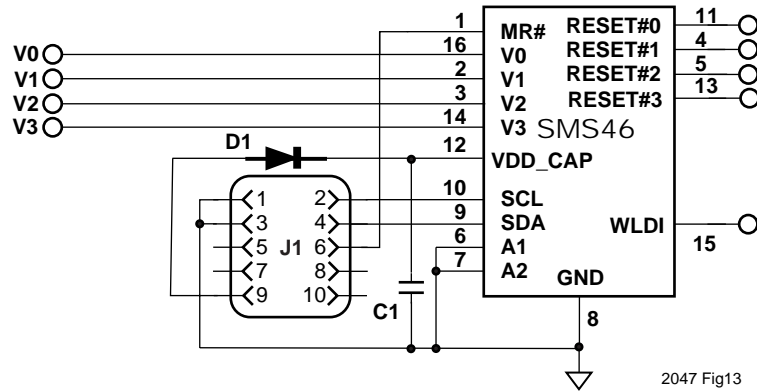 1 MR# RESET#0 11
V0 16 V0 RESET#1 4
V1 2 V1 RESET#2 5
V2 3 V2 RESET#3 13
V3 14 V3 SMS46
D1 12 VDD_CAP
1 2 10 SCL
3 4 9 SDA WLDI 15
5 J1 6 6 A1
7 8 7 A2
9 10 C1 GND
8
2047 Fig13